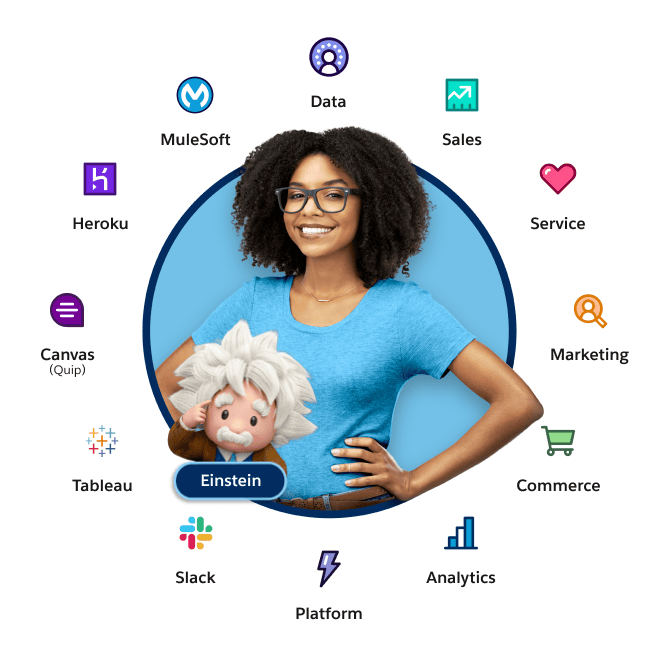 Data
MuleSoft
Sales
Heroku
Service
Canvas
(Quip)
Marketing
Tableau
Einstein
Commerce
Slack
Analytics
Platform